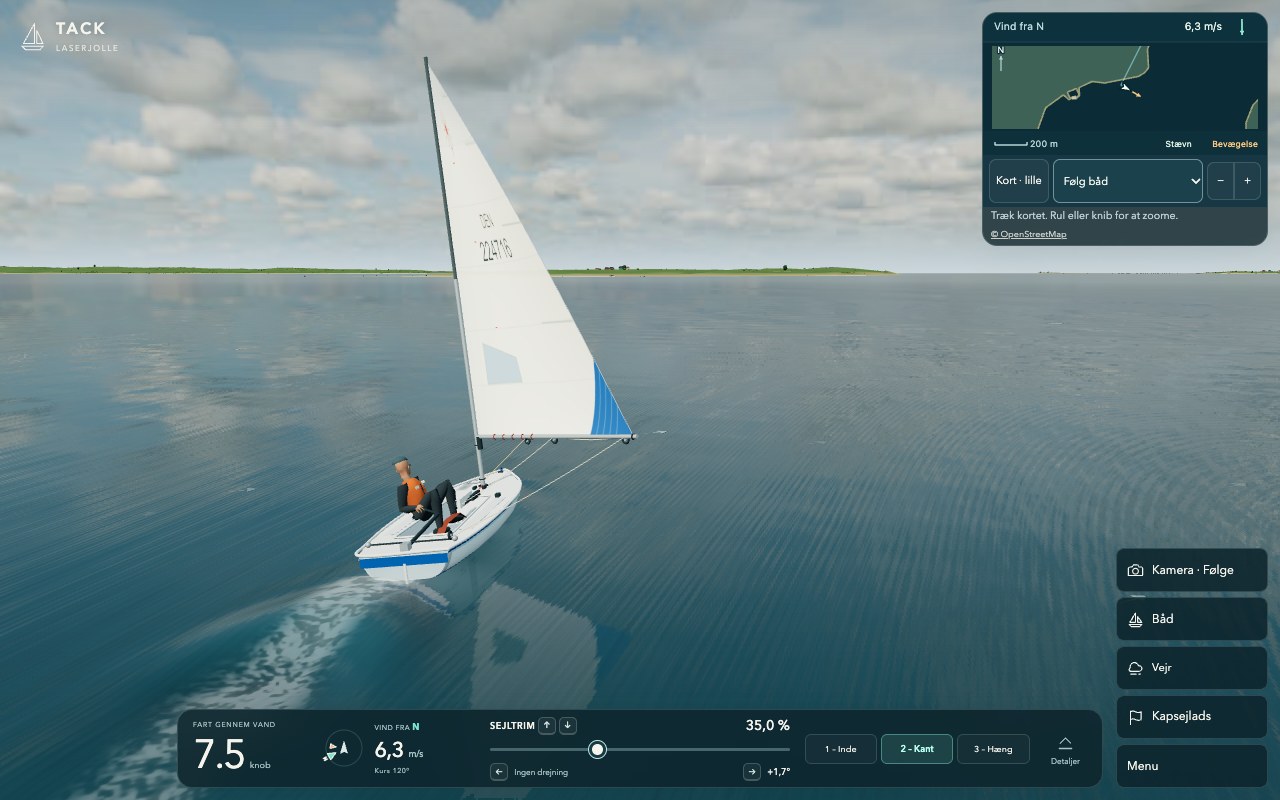 TACK
LASERJOLLE
Vind fra N
6,3 m/s
N
200 m
Stævn
Bevægelse
Kort · lille
Følg båd
−
+
Træk kortet. Rul eller knib for at zoome.
© OpenStreetMap
DEN
224716
Kamera · Følge
Båd
Vejr
Kapsejlads
Menu
FART GENNEM VAND
7.5 knob
VIND FRA N
6,3 m/s
Kurs 120°
SEJLTRIM ↑ ↓
35,0 %
← Ingen drejning
→ +1,7°
1 – Inde
2 – Kant
3 – Hæng
Detaljer